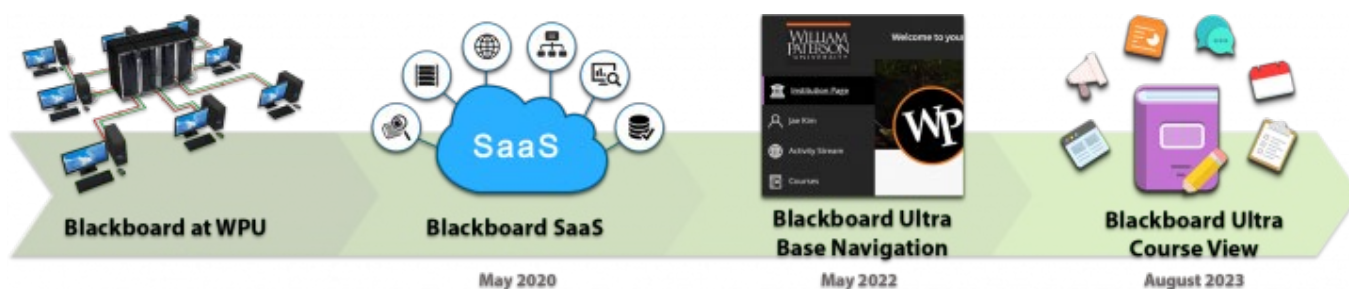 SaaS
WILLIAM
PATERSON
UNIVERSITY
Welcome to your
Institution Page
Jae Kim
Activity Stream
Courses
WP
Blackboard at WPU
Blackboard SaaS
Blackboard Ultra
Base Navigation
Blackboard Ultra
Course View
May 2020
May 2022
August 2023